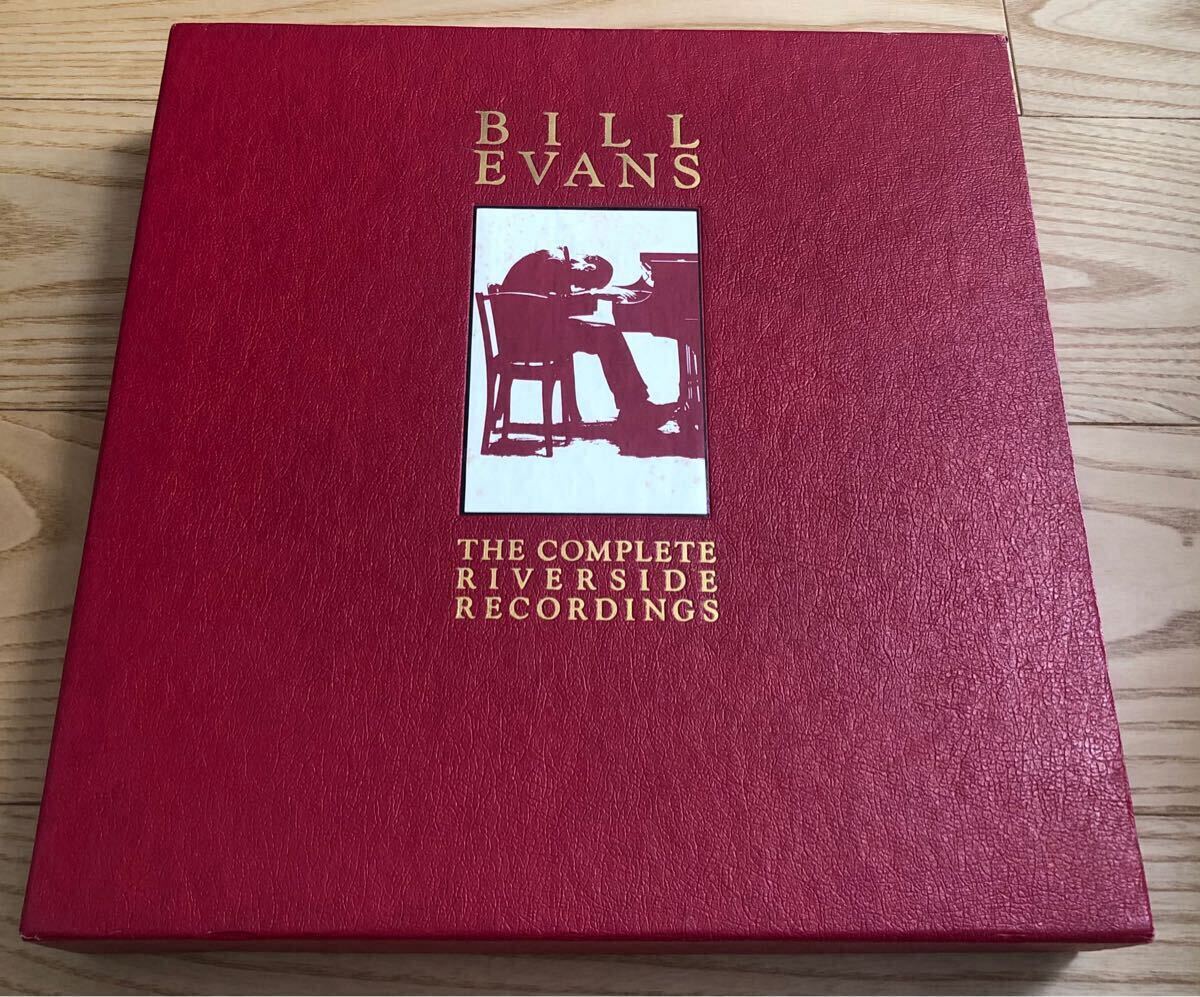 BILL
EVANS
THE COMPLETE
RIVERSIDE
RECORDINGS